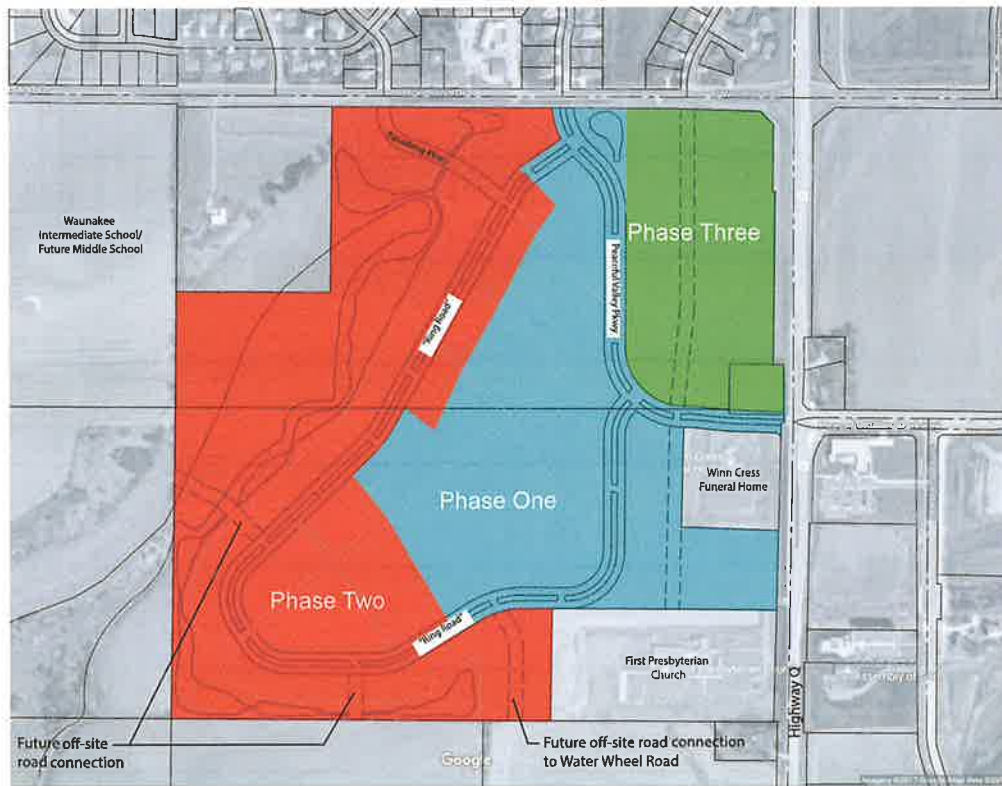 Waunakee
Intermediate School/
Future Middle School
Phase Three
Peaceful Valley Pkwy
"Ring Road"
Phase One
Winn Cress
Funeral Home
Phase Two
"Ring Road"
First Presbyterian
Church
Highway Q
Future off-site
road connection
Future off-site road connection
to Water Wheel Road
Google